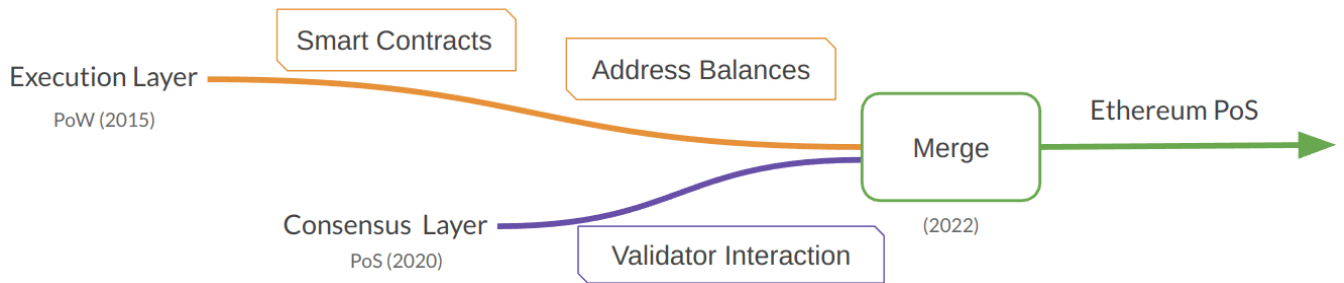 Smart Contracts
Address Balances
Execution Layer
PoW (2015)
Ethereum PoS
Merge
(2022)
Consensus Layer
PoS (2020)
Validator Interaction